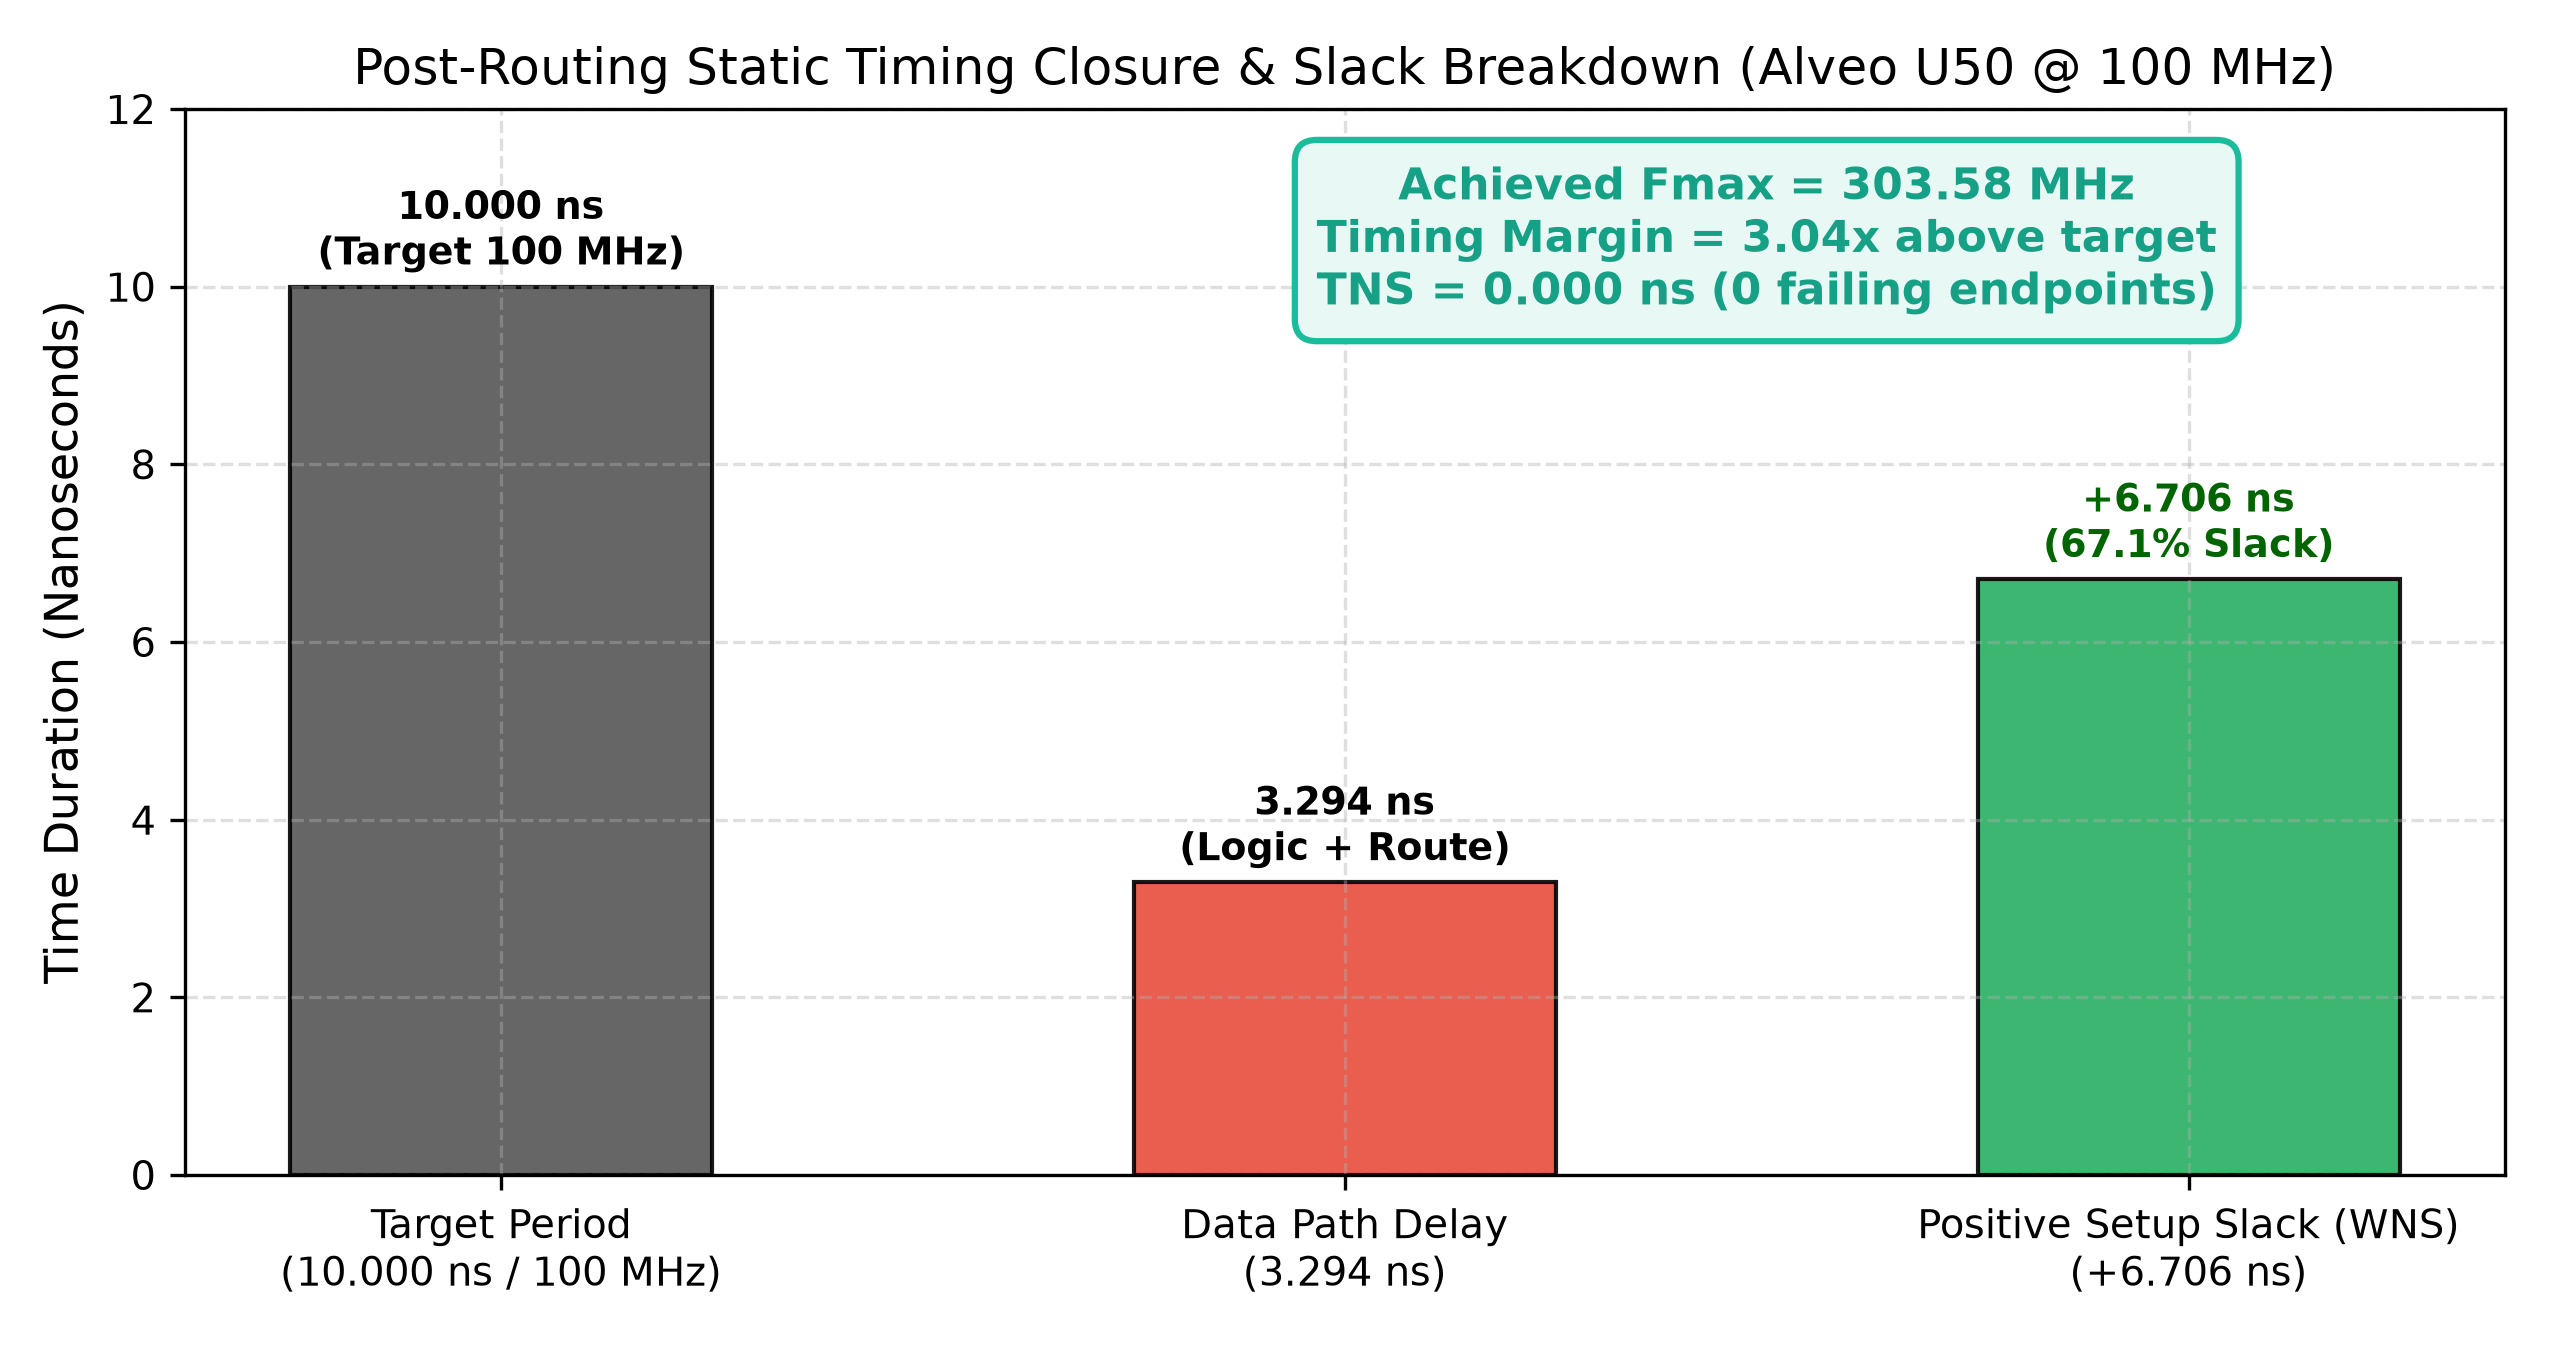 Post-Routing Static Timing Closure & Slack Breakdown (Alveo U50 @ 100 MHz)
Time Duration (Nanoseconds)
12
10
8
6
4
2
0
10.000 ns
(Target 100 MHz)
Achieved Fmax = 303.58 MHz
Timing Margin = 3.04x above target
TNS = 0.000 ns (0 failing endpoints)
3.294 ns
(Logic + Route)
+6.706 ns
(67.1% Slack)
Target Period
(10.000 ns / 100 MHz)
Data Path Delay
(3.294 ns)
Positive Setup Slack (WNS)
(+6.706 ns)